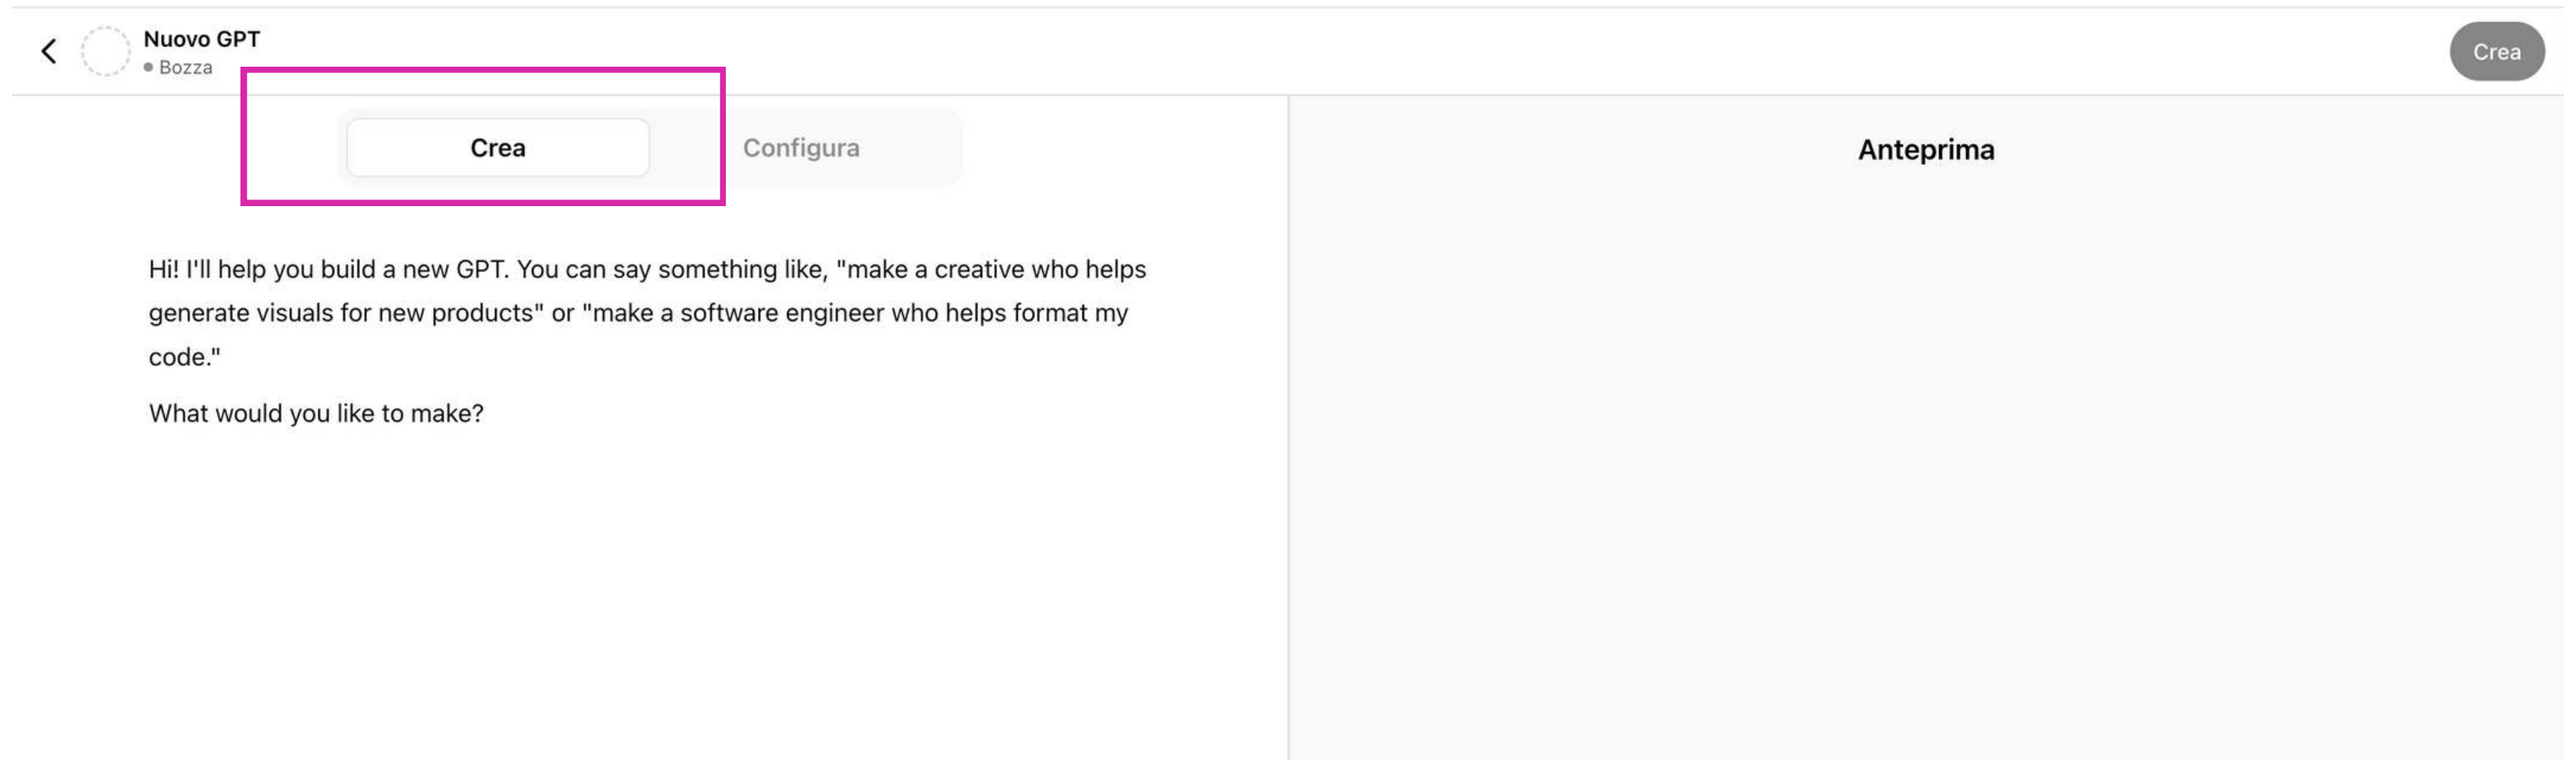 Nuovo GPT
Bozza
Crea
Crea
Configura
Anteprima
Hi! I'll help you build a new GPT. You can say something like, "make a creative who helps
generate visuals for new products" or "make a software engineer who helps format my
code."
What would you like to make?